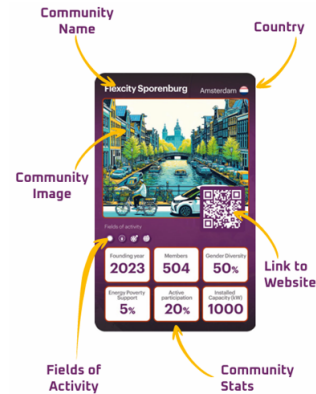 Community
Name
Country
Flexcity Sporenburg
Amsterdam
Community
Image
Fields of activity
Founding year
2023
Members
504
Gender Diversity
50%
Link to
Website
Energy Poverty
Support
5%
Active
participation
20%
Installed
Capacity (kW)
1000
Fields of
Activity
Community
Stats